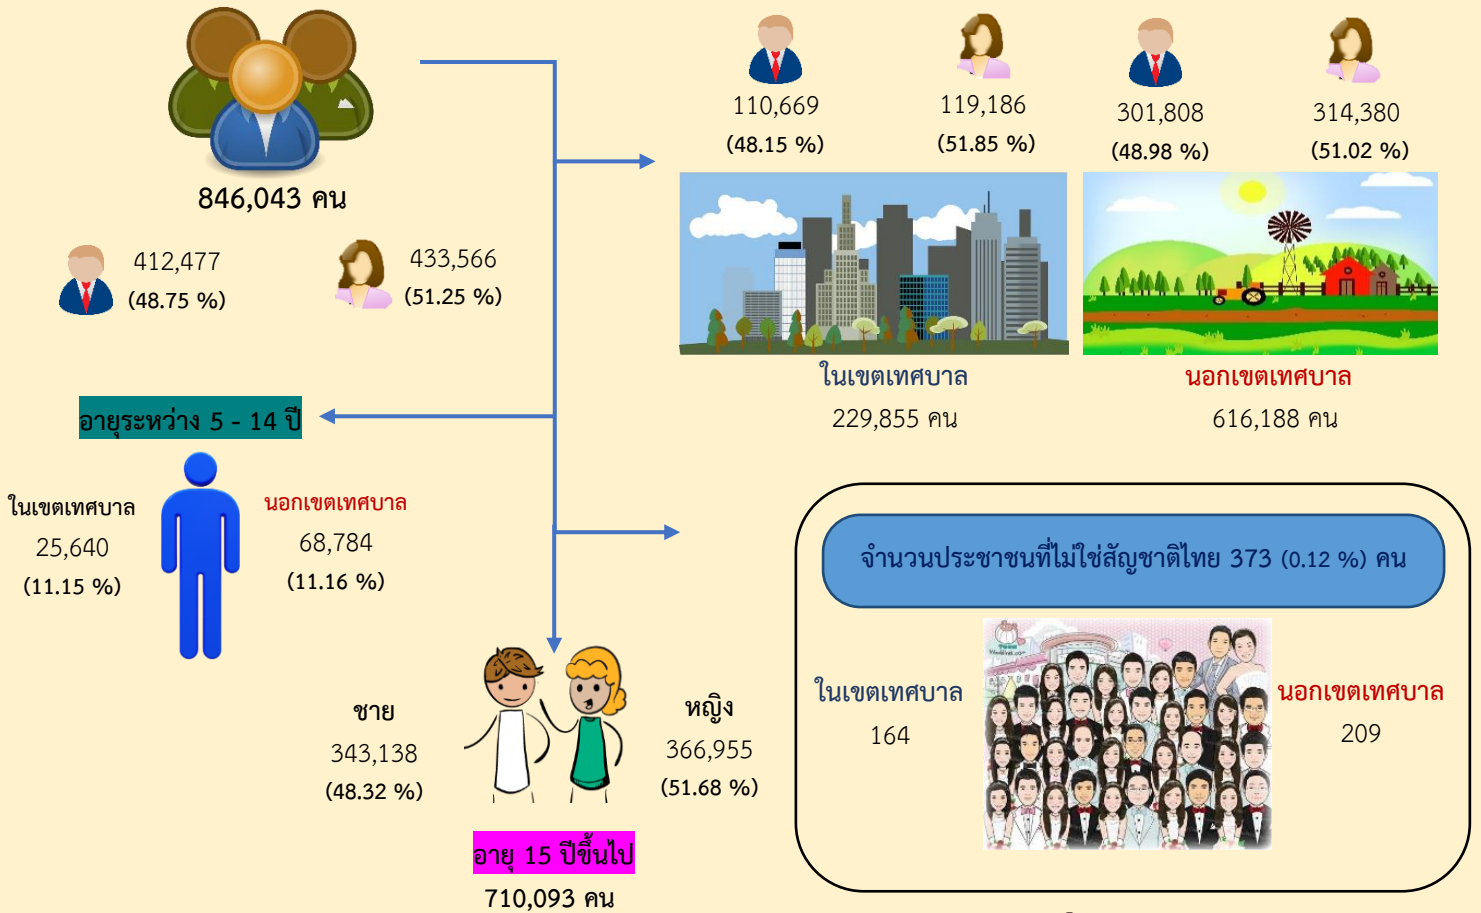 846,043 คน
412,477
(48.75 %)
433,566
(51.25 %)
110,669
(48.15 %)
119,186
(51.85 %)
301,808
(48.98 %)
314,380
(51.02 %)
ในเขตเทศบาล
229,855 คน
นอกเขตเทศบาล
616,188 คน
อายุระหว่าง 5 - 14 ปี
ในเขตเทศบาล
25,640
(11.15 %)
นอกเขตเทศบาล
68,784
(11.16 %)
ชาย
343,138
(48.32 %)
หญิง
366,955
(51.68 %)
อายุ 15 ปีขึ้นไป
710,093 คน
จำนวนประชาชนที่ไม่ใช่สัญชาติไทย 373 (0.12 %) คน
ในเขตเทศบาล
164
นอกเขตเทศบาล
209